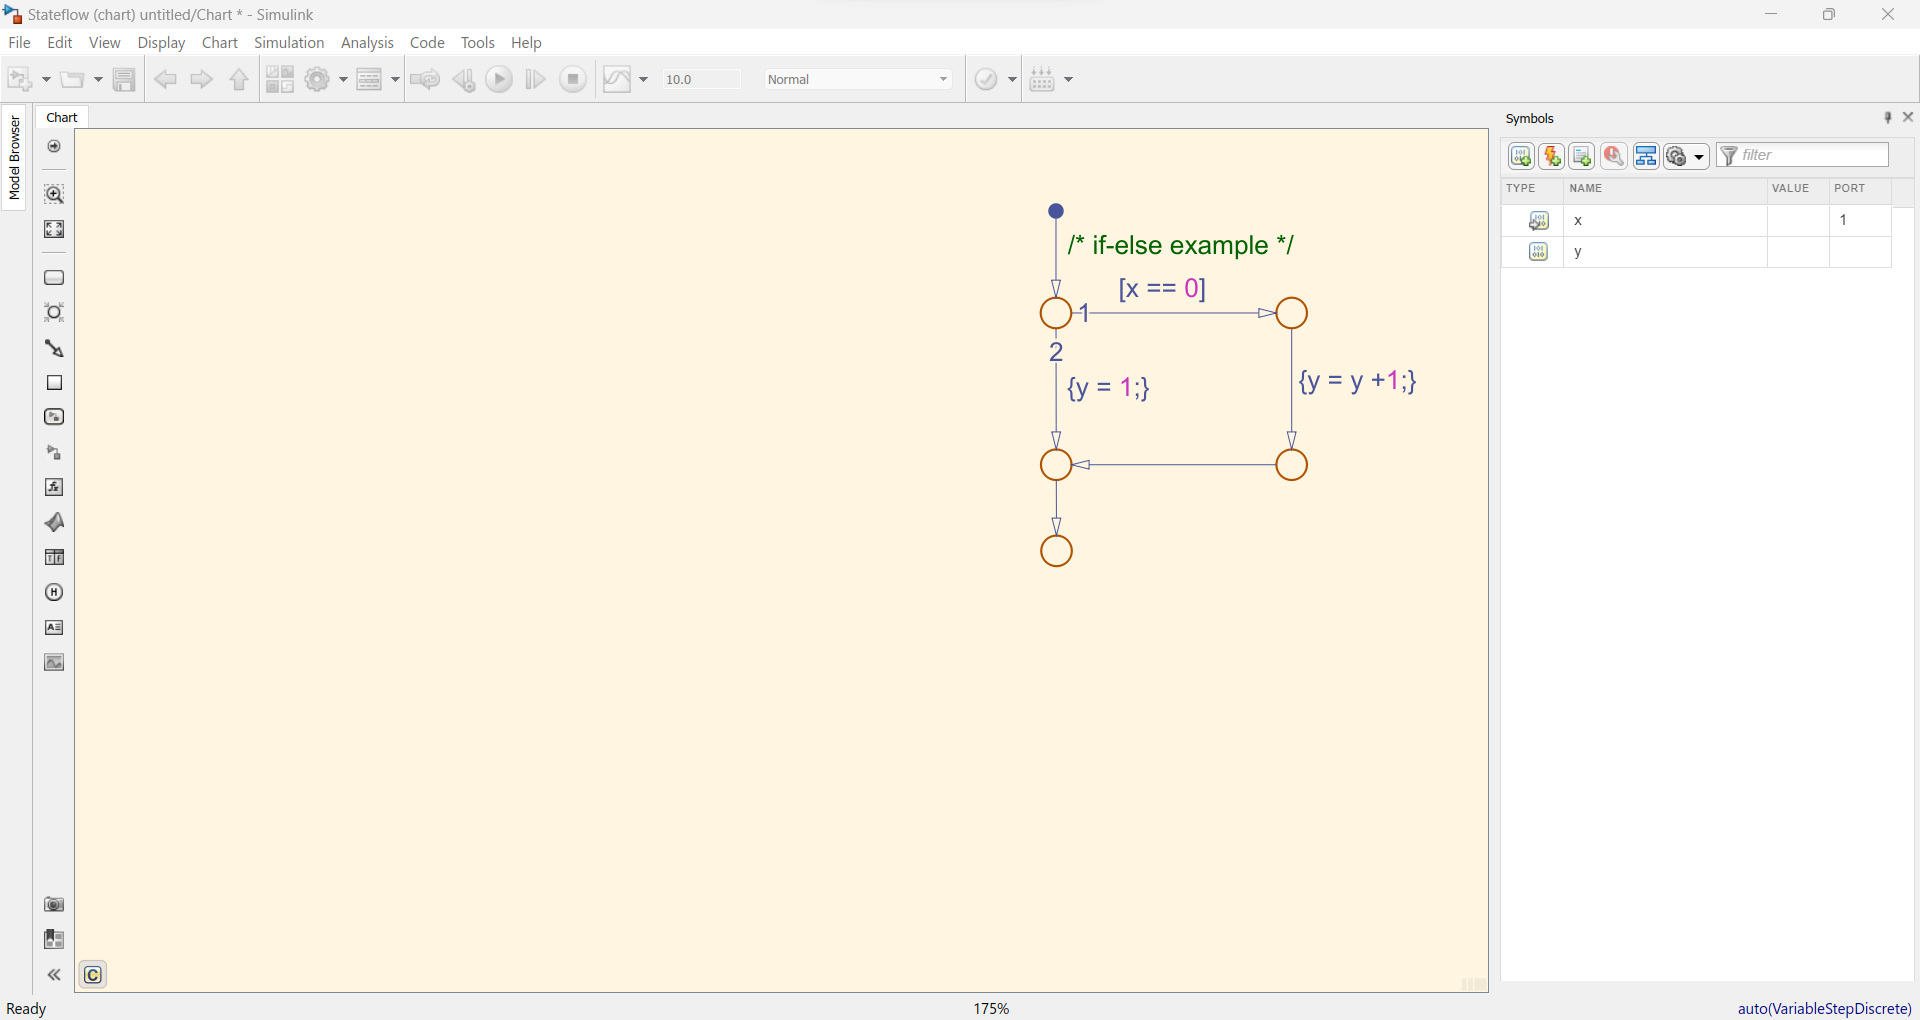 Stateflow (chart) untitled/Chart * - Simulink
File Edit View Display Chart Simulation Analysis Code Tools Help
10.0 Normal
Model Browser
Chart
/* if-else example */
[x == 0]
1
2
{y = 1;}
{y = y +1;}
Symbols
filter
TYPE NAME VALUE PORT
x 1
y
Ready 175% auto(VariableStepDiscrete)